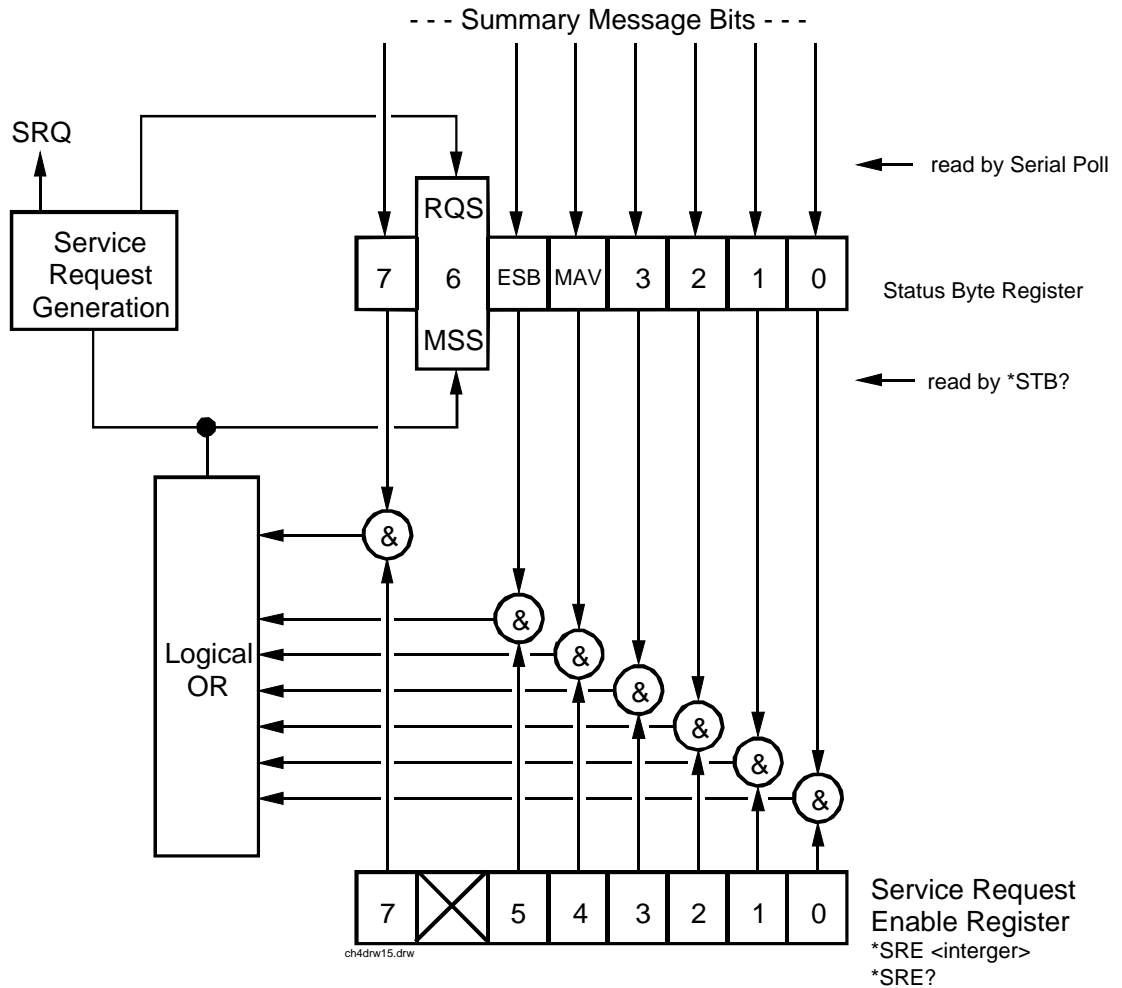 - - - Summary Message Bits - - -
SRQ
read by Serial Poll
RQS
Service
Request
Generation
7 6 ESB MAV 3 2 1 0
Status Byte Register
MSS
read by *STB?
&
&
Logical
OR
&
&
&
&
&
7 5 4 3 2 1 0
Service Request
Enable Register
*SRE <interger>
*SRE?
ch4drw15.drw